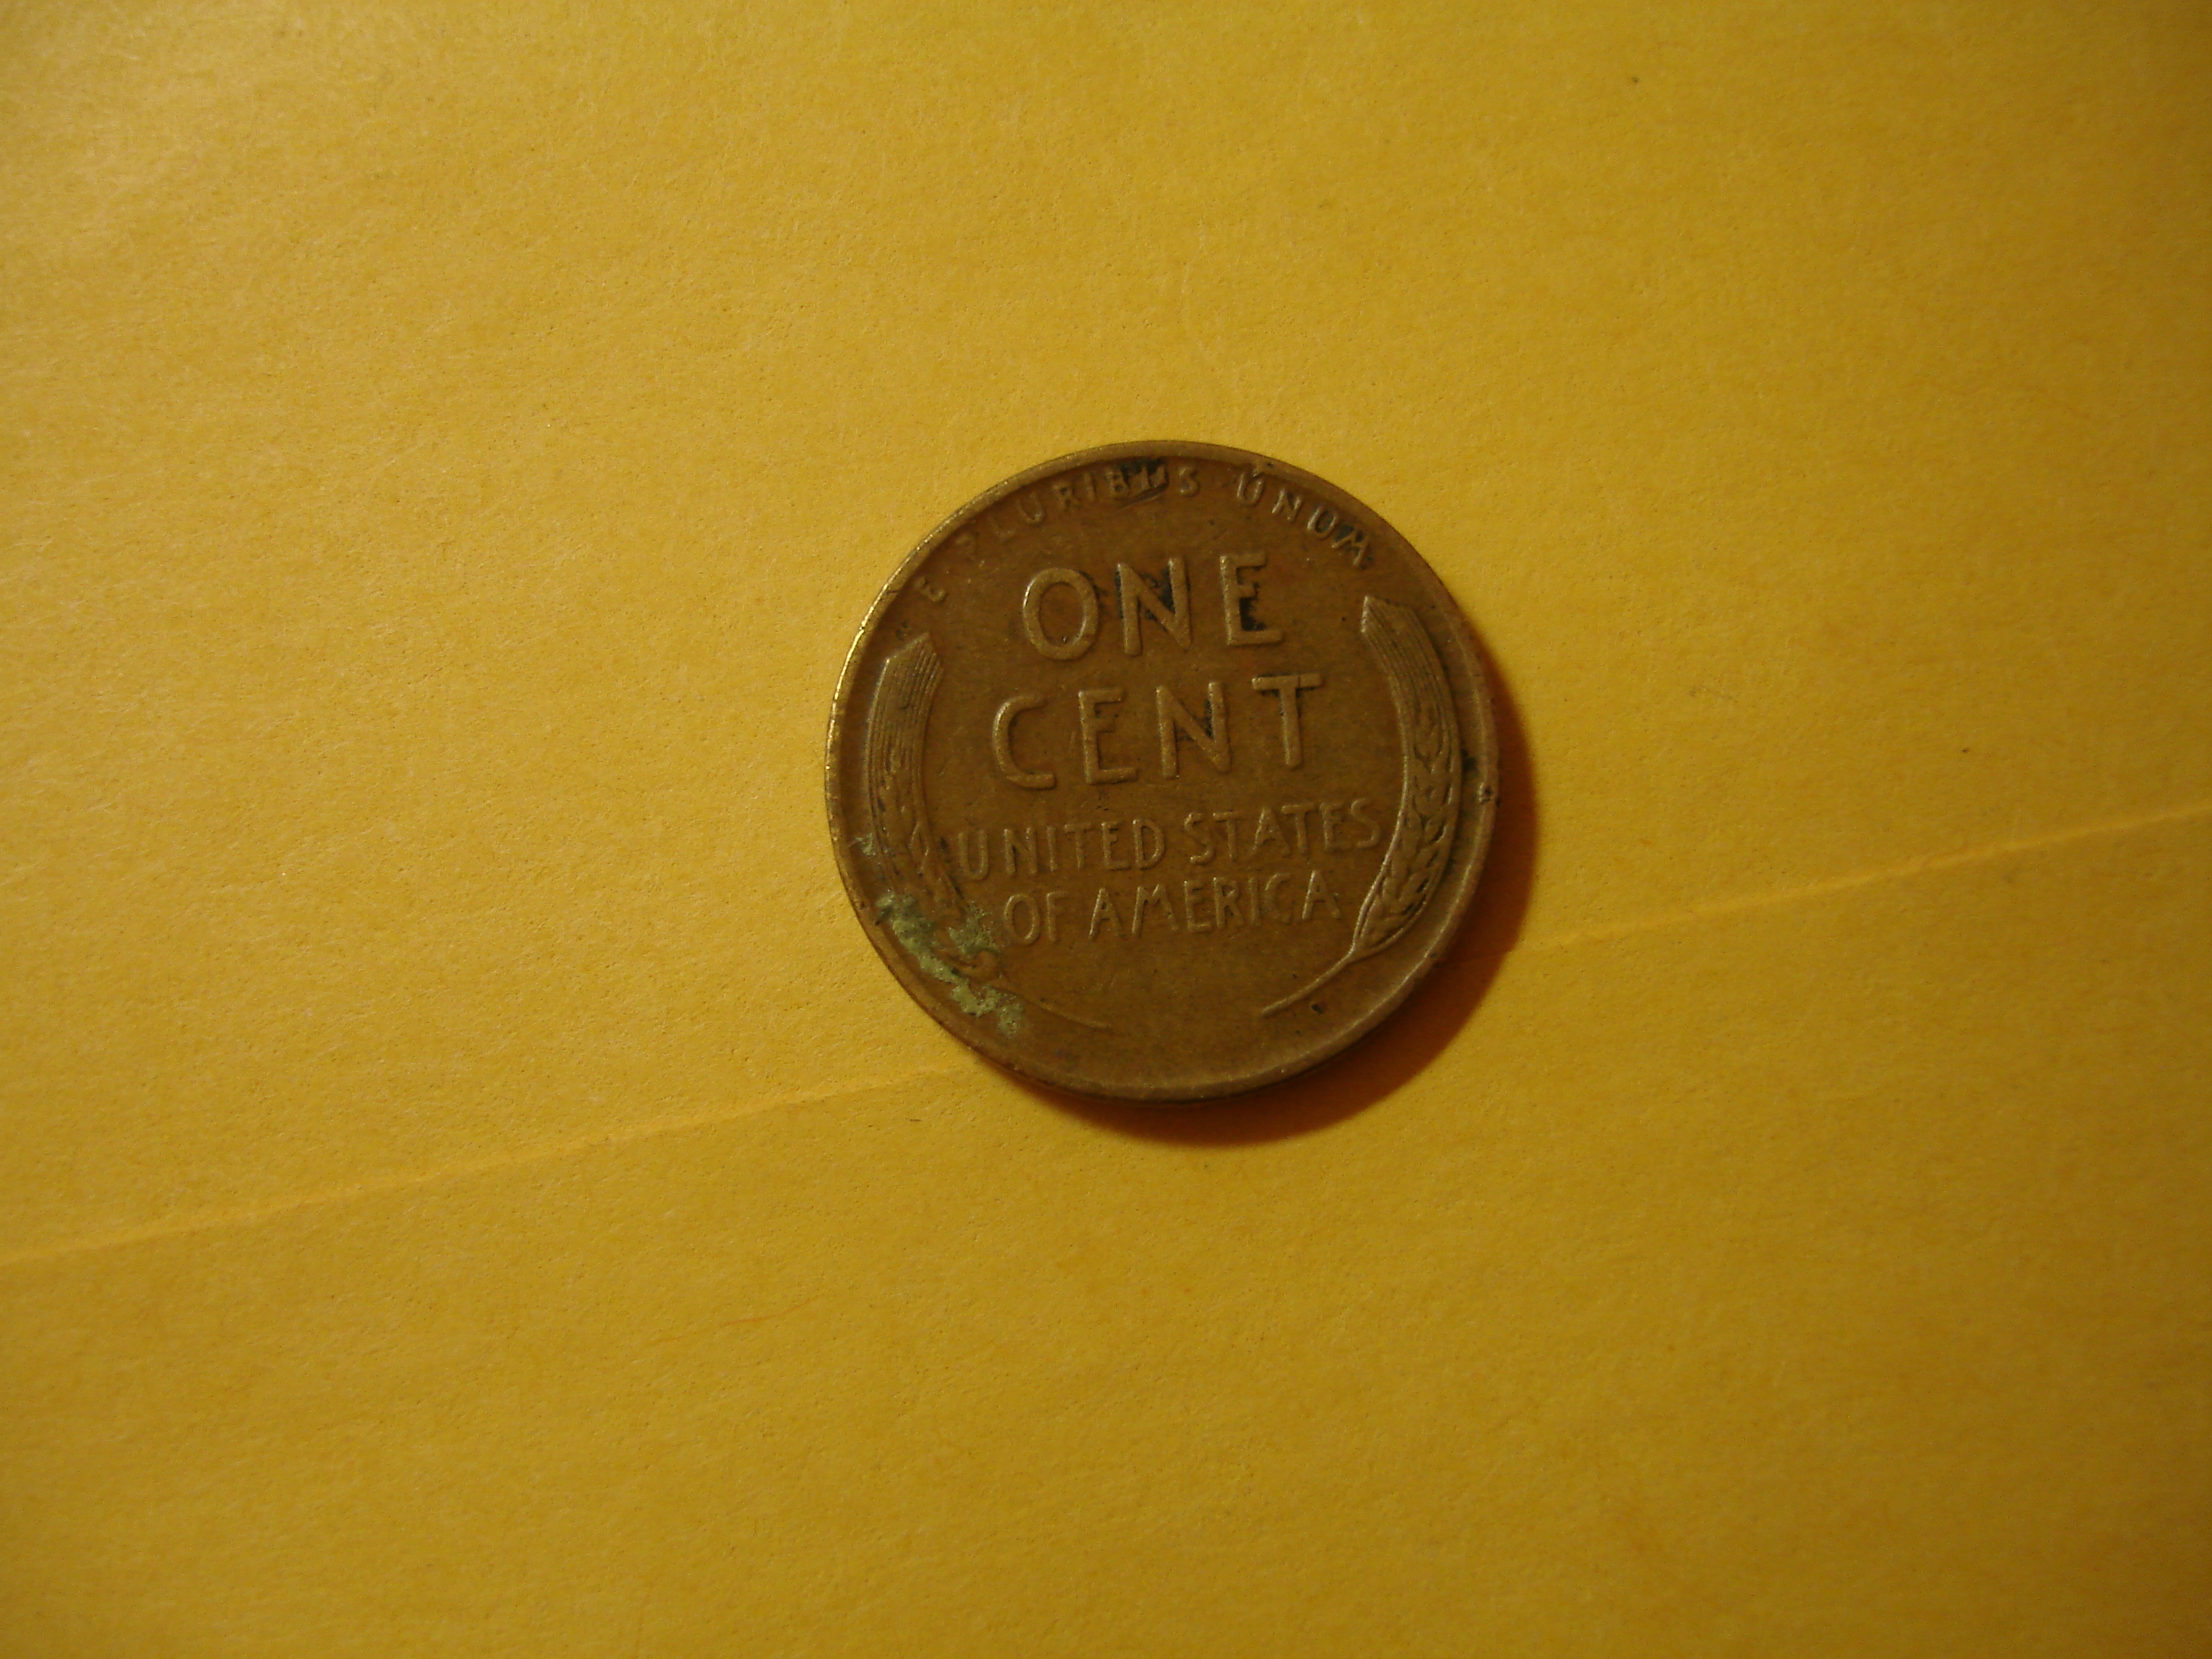 E PLURIBUS UNUM
ONE
CENT
UNITED STATES
OF AMERICA